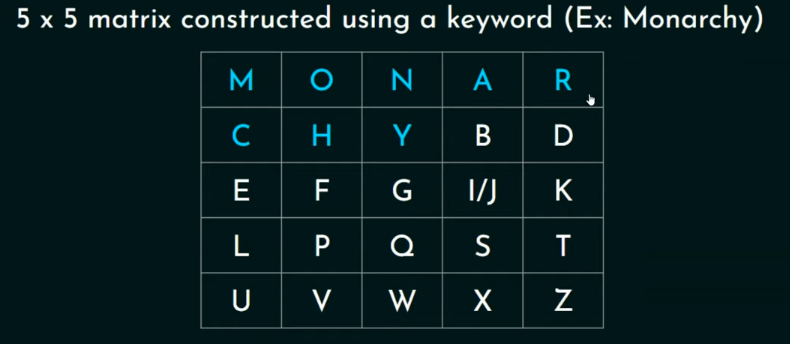 5 x 5 matrix constructed using a keyword (Ex: Monarchy)
M O N A R
C H Y B D
E F G I/J K
L P Q S T
U V W X Z